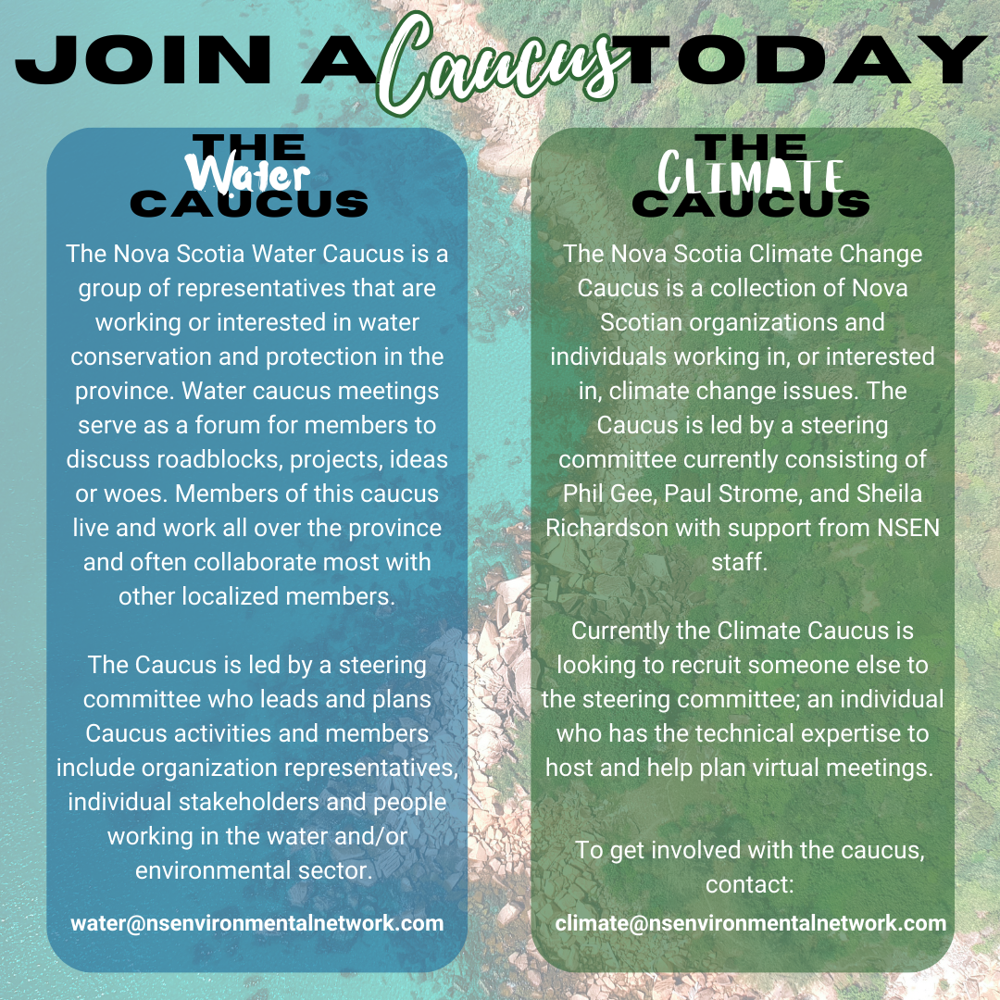 JOIN A Caucus TODAY
THE
Water
CAUCUS
The Nova Scotia Water Caucus is a
group of representatives that are
working or interested in water
conservation and protection in the
province. Water caucus meetings
serve as a forum for members to
discuss roadblocks, projects, ideas
or woes. Members of this caucus
live and work all over the province
and often collaborate most with
other localized members.
The Caucus is led by a steering
committee who leads and plans
Caucus activities and members
include organization representatives,
individual stakeholders and people
working in the water and/or
environmental sector.
water@nsenvironmentalnetwork.com
THE
CLIMATE
CAUCUS
The Nova Scotia Climate Change
Caucus is a collection of Nova
Scotian organizations and
individuals working in, or interested
in, climate change issues. The
Caucus is led by a steering
committee currently consisting of
Phil Gee, Paul Strome, and Sheila
Richardson with support from NSEN
staff.
Currently the Climate Caucus is
looking to recruit someone else to
the steering committee; an individual
who has the technical expertise to
host and help plan virtual meetings.
To get involved with the caucus,
contact:
climate@nsenvironmentalnetwork.com